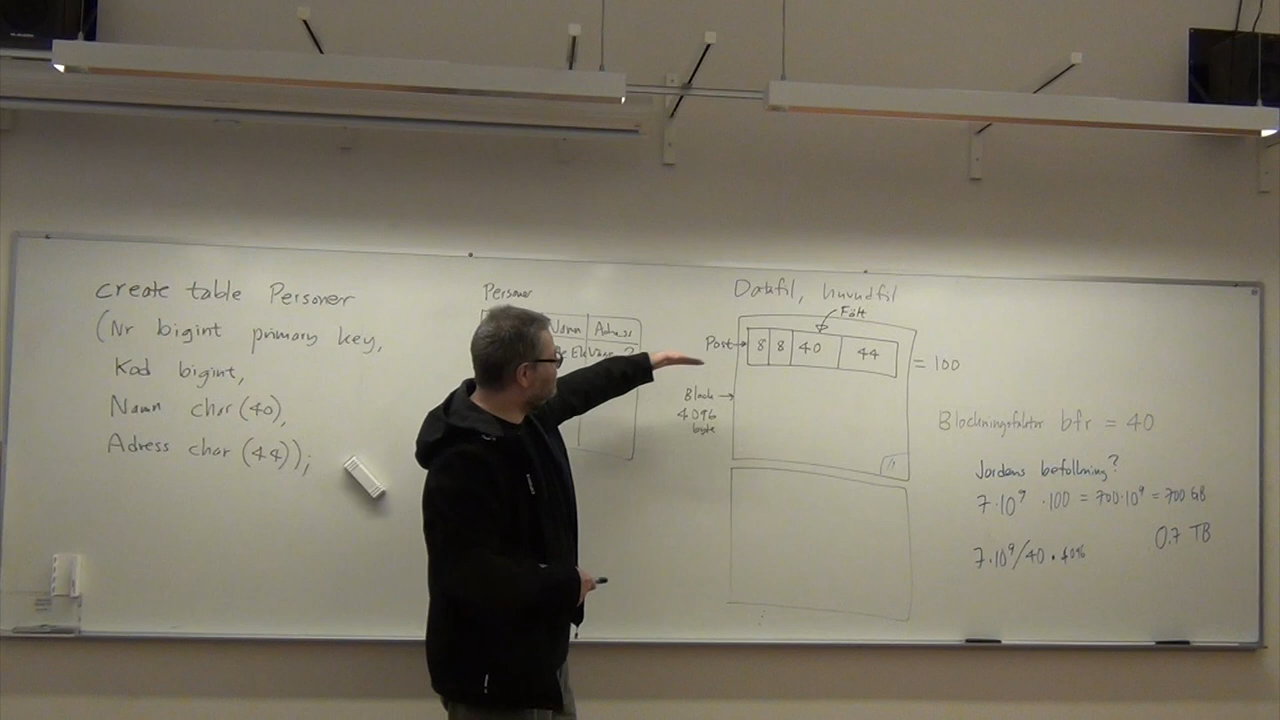 create table Personer
(Nr bigint primary key,
Kod bigint,
Namn char(40),
Adress char(44));
Personer
Namn Adress
Datafil, huvudfil
Fält
Post
8 8 40 44
= 100
Block
4096
byte
Blockningsfaktor bfr = 40
Jordens befolkning?
7·10⁹ ·100 = 700·10⁹ = 700 GB
0.7 TB
7·10⁹/40 · 4096